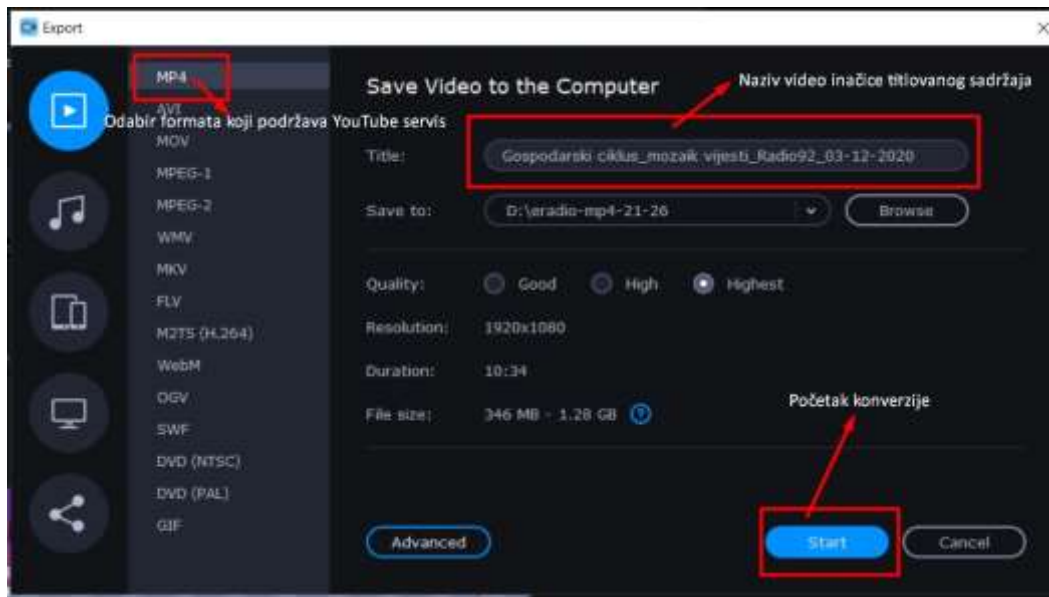 Export
MP4
AVI
Odabir formata koji podržava YouTube servis
MOV
MPEG-1
MPEG-2
WMV
MKV
FLV
M2TS (H.264)
WebM
OGV
SWF
DVD (NTSC)
DVD (PAL)
GIF
Save Video to the Computer
Naziv video inačice titlovanog sadržaja
Title: Gospodarski ciklus_mozaik vijesti_Radio92_03-12-2020
Save to: D:\eradio-mp4-21-26 Browse
Quality: Good High Highest
Resolution: 1920x1080
Duration: 10:34
File size: 346 MB - 1.28 GB ?
Početak konverzije
Advanced Start Cancel